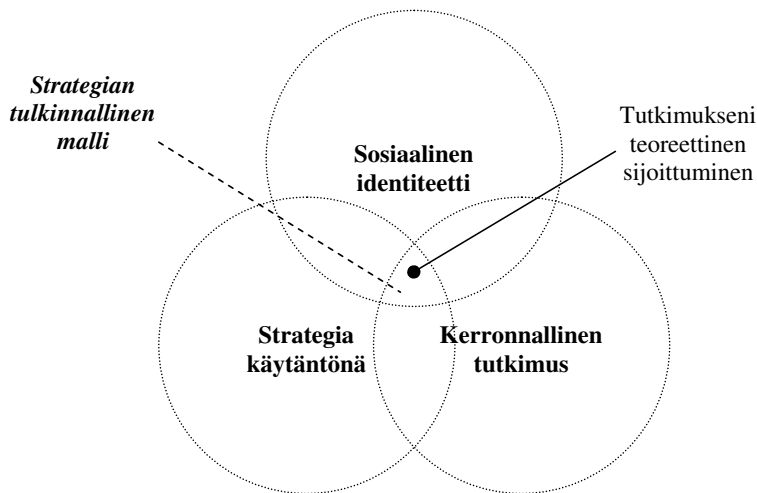 Strategian
tulkinnallinen
malli
Tutkimukseni
teoreettinen
sijoittuminen
Sosiaalinen
identiteetti
Strategia
käytäntönä
Kerronnallinen
tutkimus